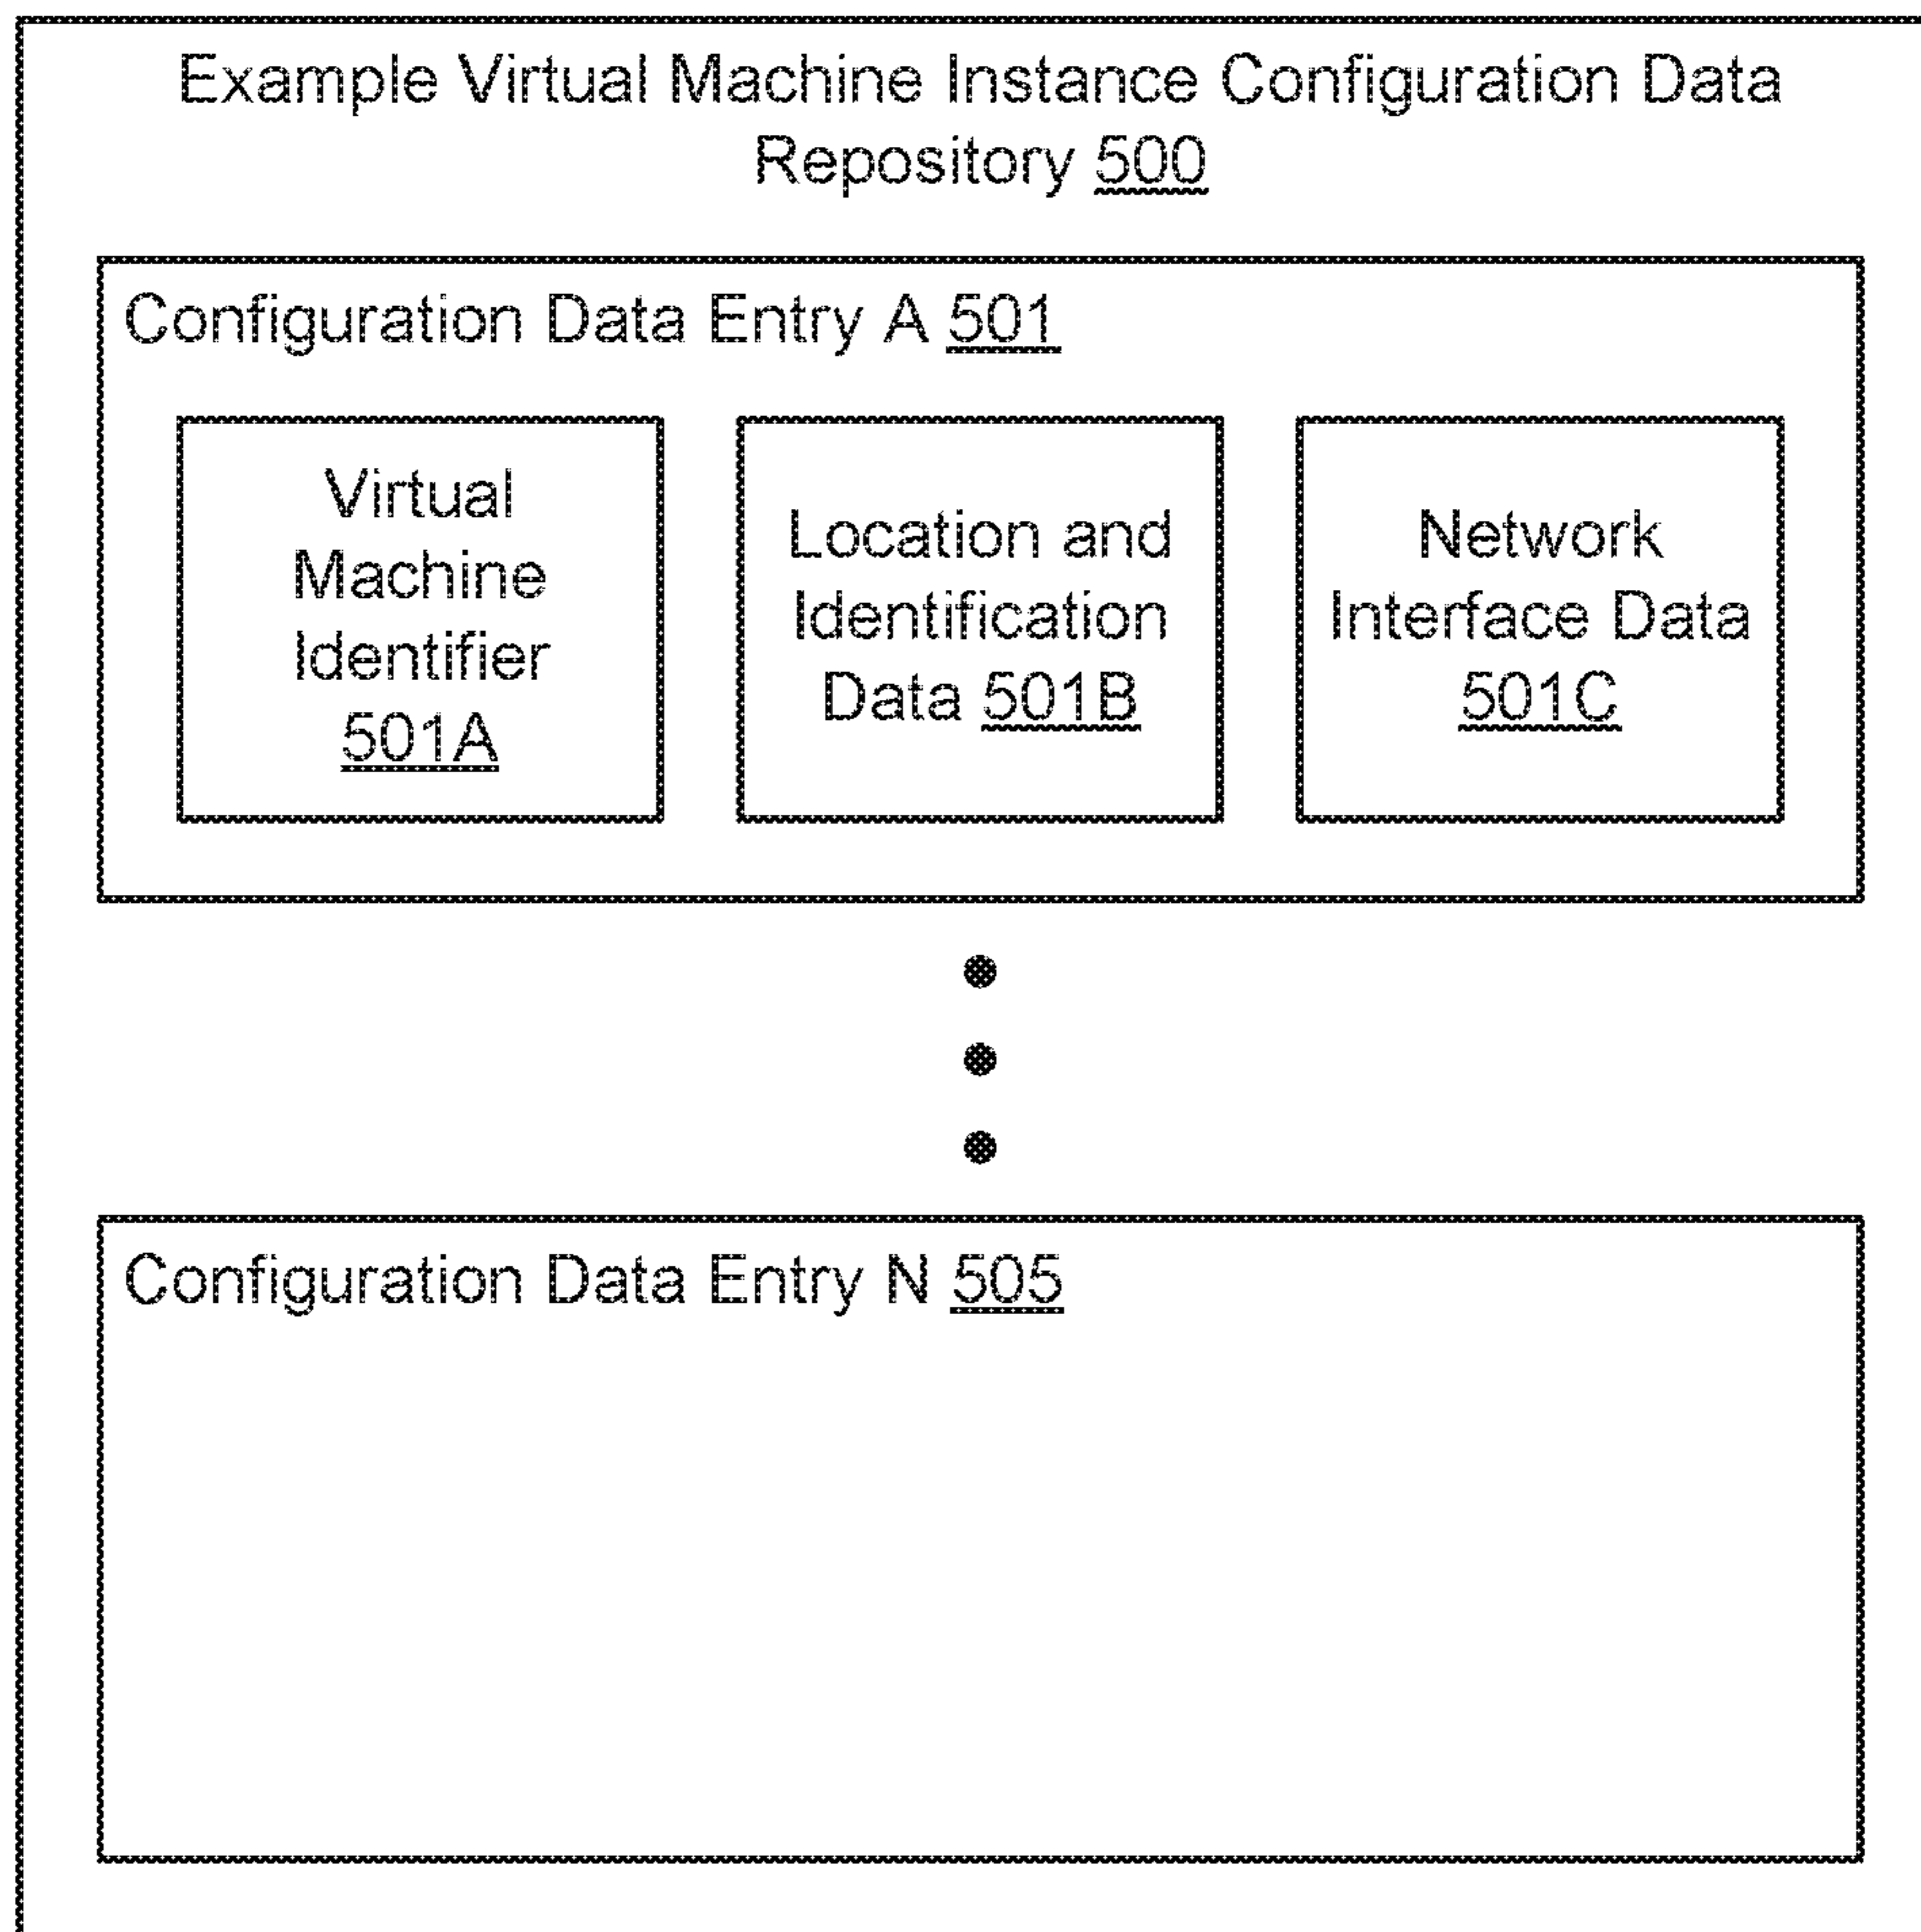 Example Virtual Machine Instance Configuration Data
Repository 500
Configuration Data Entry A 501
Virtual
Machine
Identifier
501A
Location and
Identification
Data 501B
Network
Interface Data
501C
Configuration Data Entry N 505